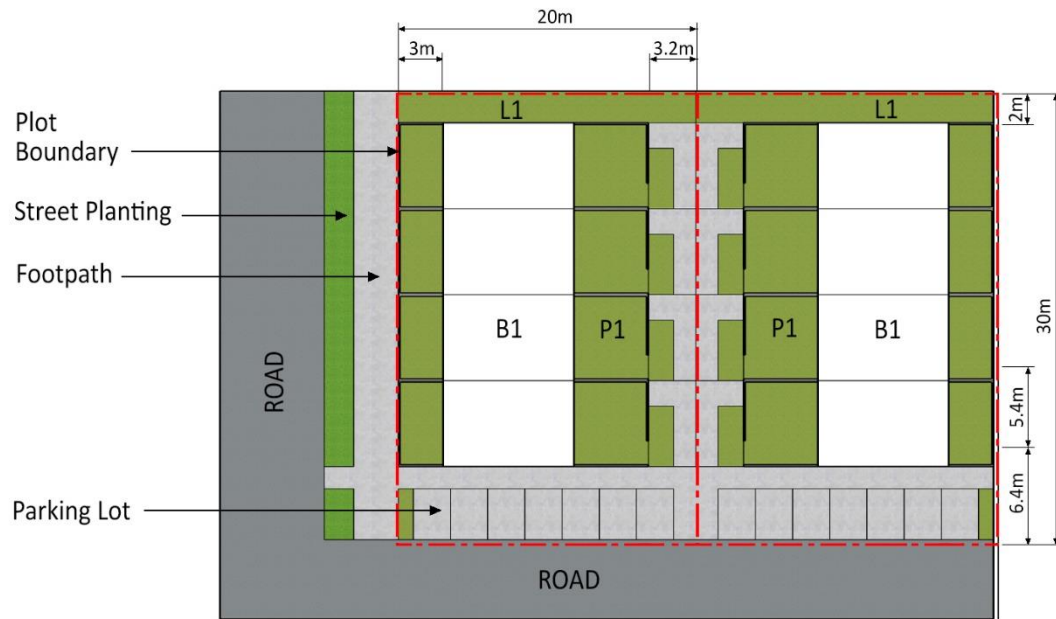 20m
3m
3.2m
Plot
Boundary
L1
L1
2m
Street Planting
Footpath
B1
P1
P1
B1
30m
ROAD
5.4m
Parking Lot
6.4m
ROAD